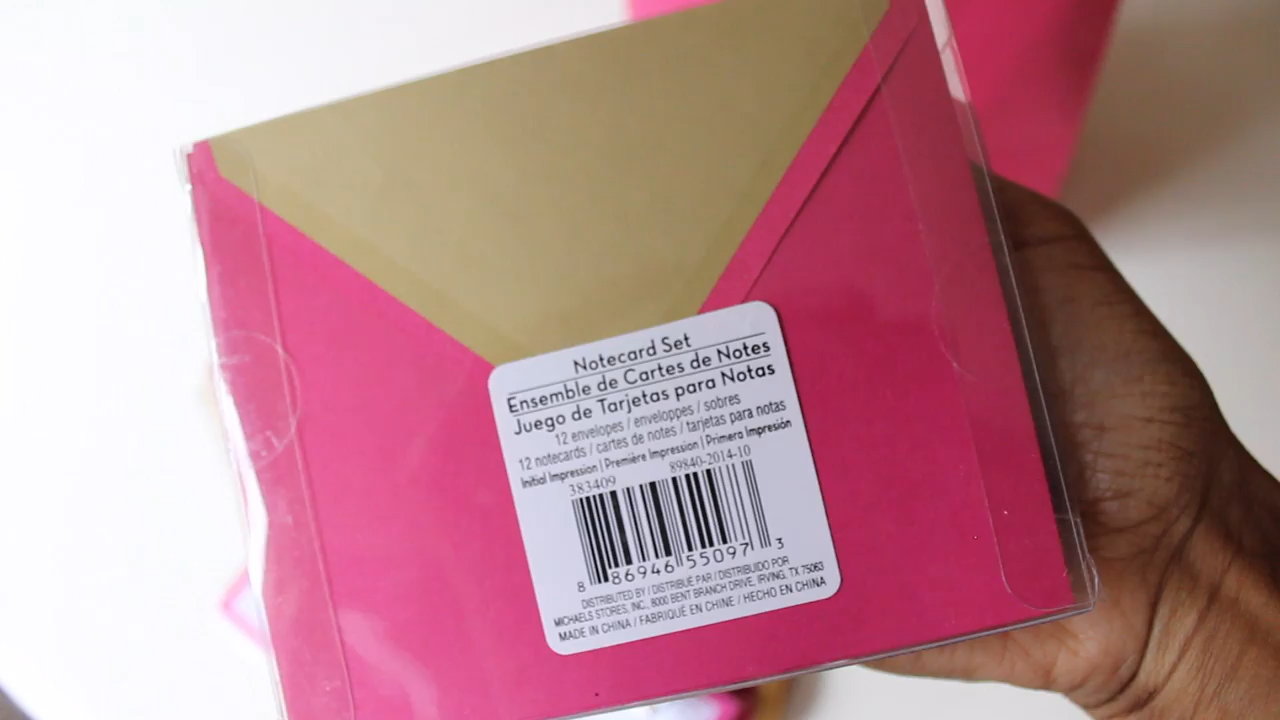 Notecard Set
Ensemble de Cartes de Notes
Juego de Tarjetas para Notas
12 envelopes / enveloppes / sobres
12 notecards / cartes de notes / tarjetas para notas
Initial Impression | Première Impression | Primera Impresión
383409 89840-2014-10
8 86946 55097 3
DISTRIBUTED BY / DISTRIBUÉ PAR / DISTRIBUIDO POR
MICHAELS STORES, INC., 8000 BENT BRANCH DRIVE, IRVING, TX 75063
MADE IN CHINA / FABRIQUÉ EN CHINE / HECHO EN CHINA